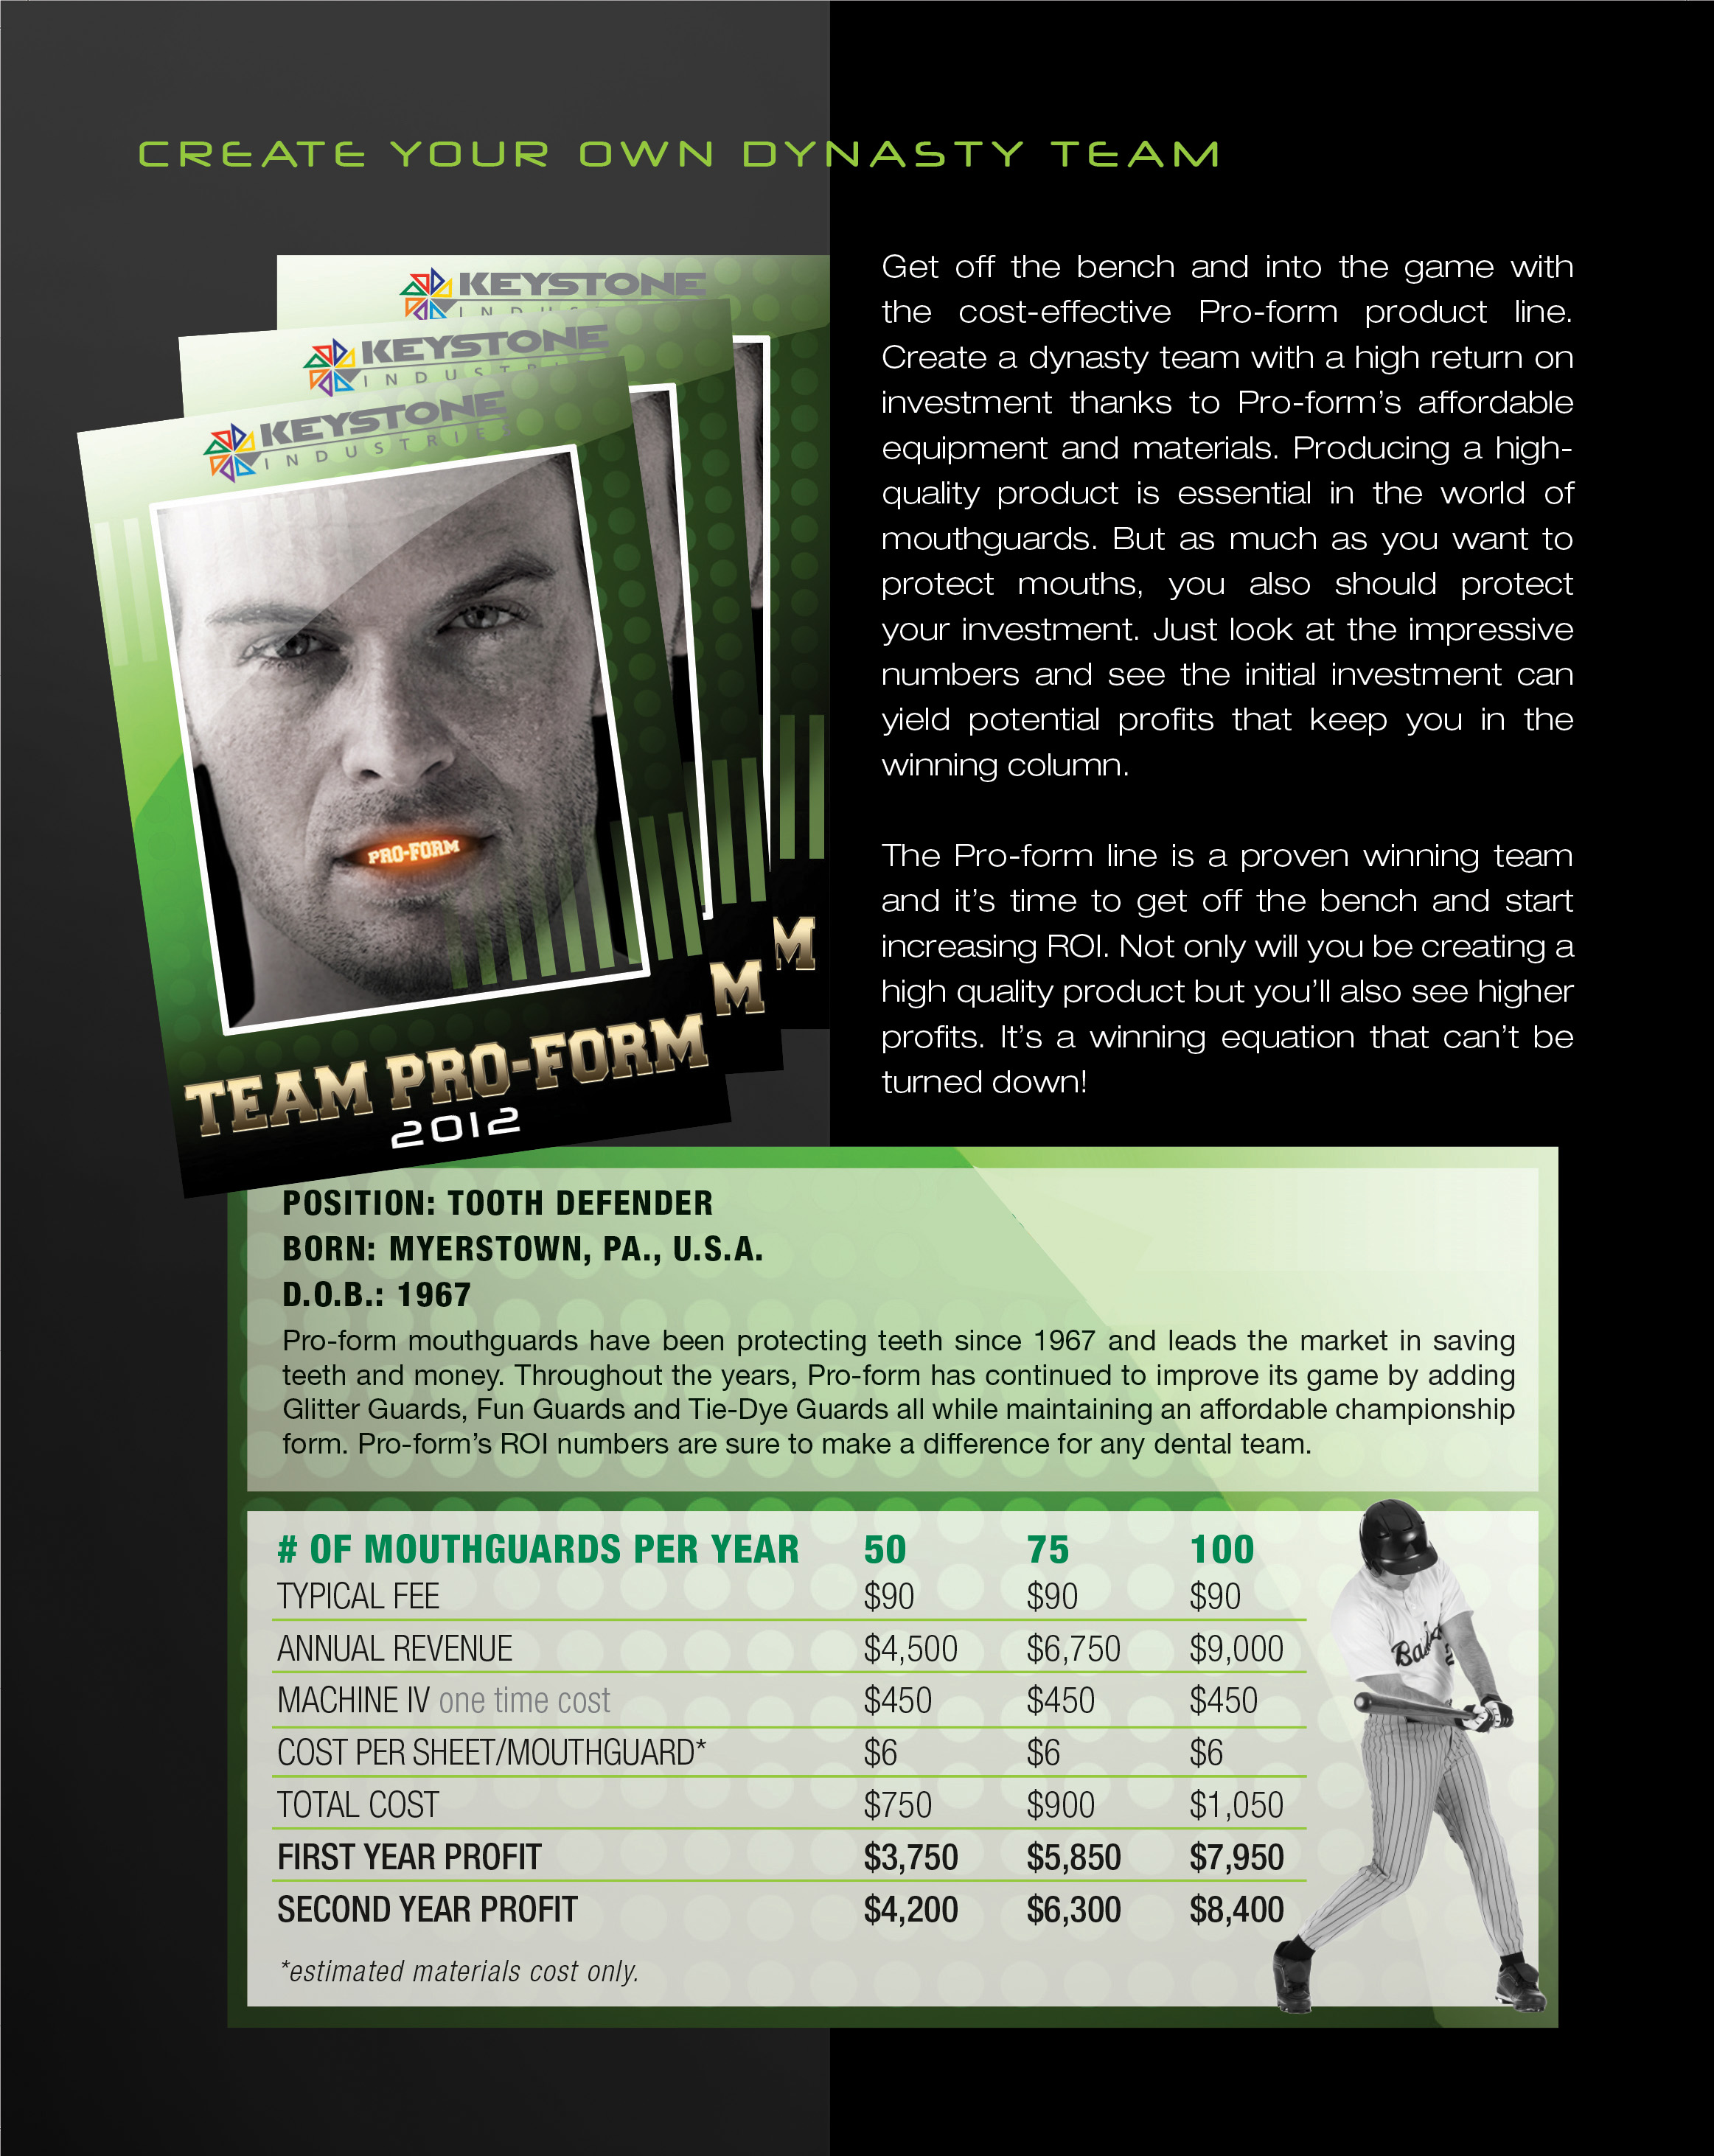 CREATE YOUR OWN DYNASTY TEAM
KEYSTONE
INDUS
KEYSTONE
INDUSTRI
KEYSTONE
INDUSTRIES
PRO-FORM
M
M
TEAM PRO-FORM
2012
Get off the bench and into the game with
the cost-effective Pro-form product line.
Create a dynasty team with a high return on
investment thanks to Pro-form’s affordable
equipment and materials. Producing a high-
quality product is essential in the world of
mouthguards. But as much as you want to
protect mouths, you also should protect
your investment. Just look at the impressive
numbers and see the initial investment can
yield potential profits that keep you in the
winning column.
The Pro-form line is a proven winning team
and it’s time to get off the bench and start
increasing ROI. Not only will you be creating a
high quality product but you’ll also see higher
profits. It’s a winning equation that can’t be
turned down!
POSITION: TOOTH DEFENDER
BORN: MYERSTOWN, PA., U.S.A.
D.O.B.: 1967
Pro-form mouthguards have been protecting teeth since 1967 and leads the market in saving
teeth and money. Throughout the years, Pro-form has continued to improve its game by adding
Glitter Guards, Fun Guards and Tie-Dye Guards all while maintaining an affordable championship
form. Pro-form’s ROI numbers are sure to make a difference for any dental team.
# OF MOUTHGUARDS PER YEAR 50 75 100
TYPICAL FEE $90 $90 $90
ANNUAL REVENUE $4,500 $6,750 $9,000
MACHINE IV one time cost $450 $450 $450
COST PER SHEET/MOUTHGUARD* $6 $6 $6
TOTAL COST $750 $900 $1,050
FIRST YEAR PROFIT $3,750 $5,850 $7,950
SECOND YEAR PROFIT $4,200 $6,300 $8,400
*estimated materials cost only.